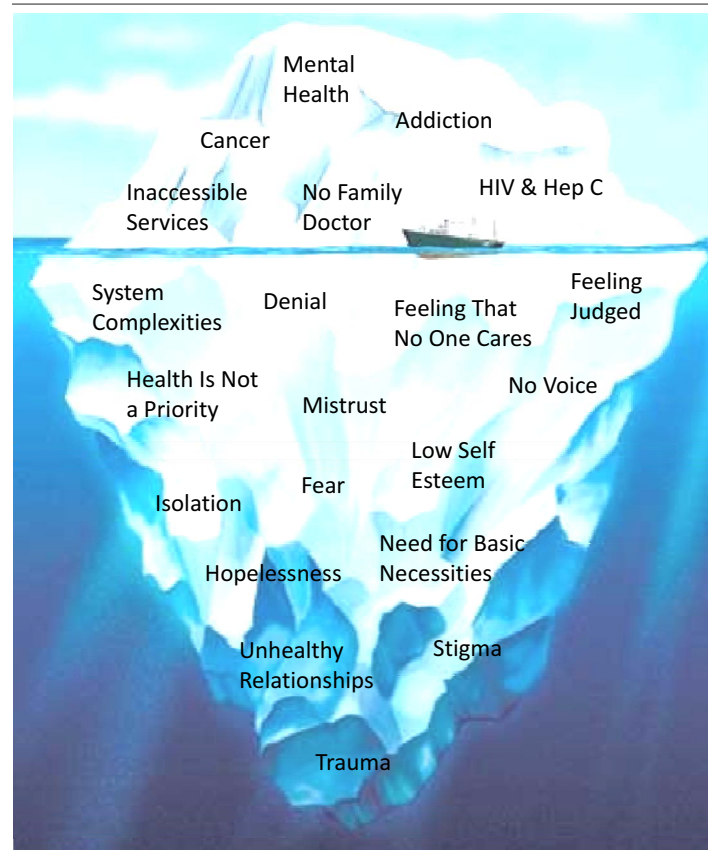 Mental
Health
Addiction
Cancer
Inaccessible
Services
No Family
Doctor
HIV & Hep C
System
Complexities
Denial
Feeling That
No One Cares
Feeling
Judged
Health Is Not
a Priority
Mistrust
No Voice
Low Self
Esteem
Fear
Isolation
Need for Basic
Necessities
Hopelessness
Unhealthy
Relationships
Stigma
Trauma